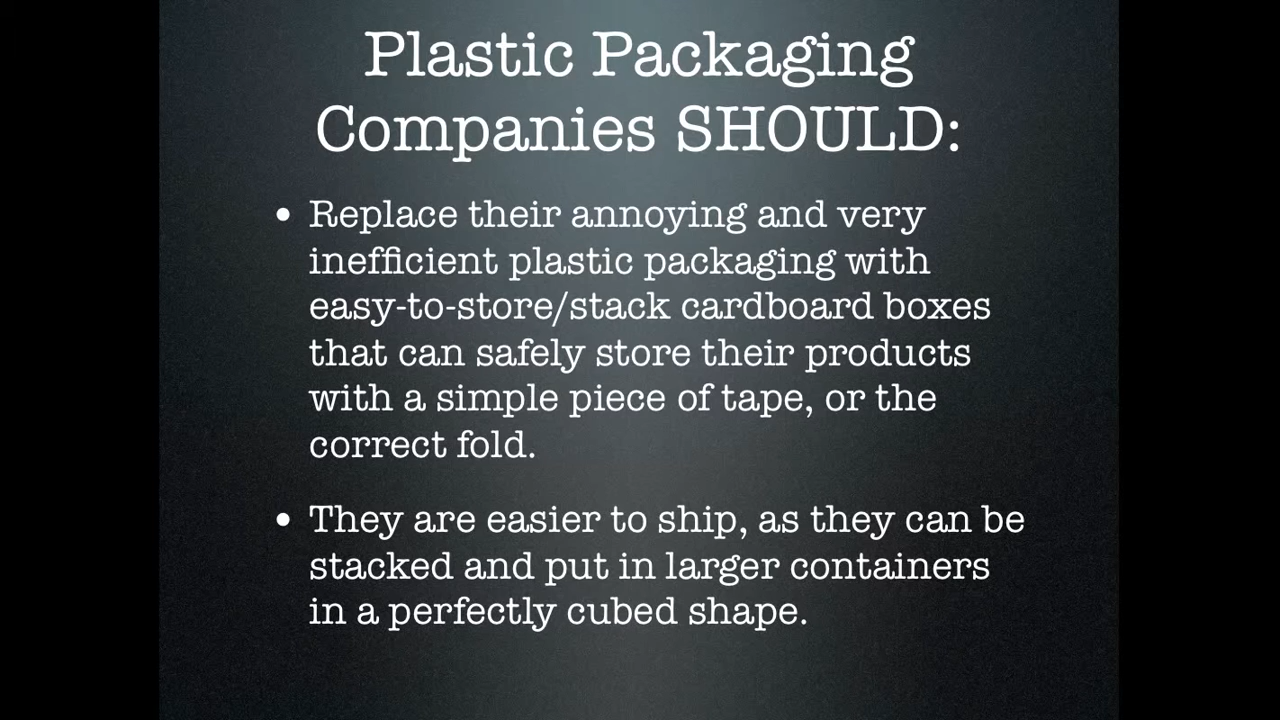 Plastic Packaging
Companies SHOULD:
• Replace their annoying and very
inefficient plastic packaging with
easy-to-store/stack cardboard boxes
that can safely store their products
with a simple piece of tape, or the
correct fold.
• They are easier to ship, as they can be
stacked and put in larger containers
in a perfectly cubed shape.